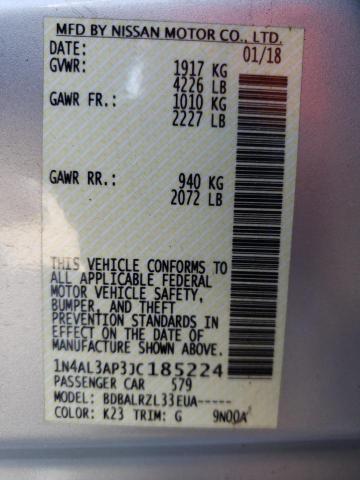 MFD BY NISSAN MOTOR CO., LTD.
DATE: 01/18
GVWR: 1917 KG
4226 LB
GAWR FR.: 1010 KG
2227 LB
GAWR RR.: 940 KG
2072 LB
THIS VEHICLE CONFORMS TO
ALL APPLICABLE FEDERAL
MOTOR VEHICLE SAFETY,
BUMPER, AND THEFT
PREVENTION STANDARDS IN
EFFECT ON THE DATE OF
MANUFACTURE SHOWN ABOVE.
1N4AL3AP3JC185224
PASSENGER CAR 579
MODEL: BDBALRZL33EUA-----
COLOR: K23 TRIM: G 9N00A